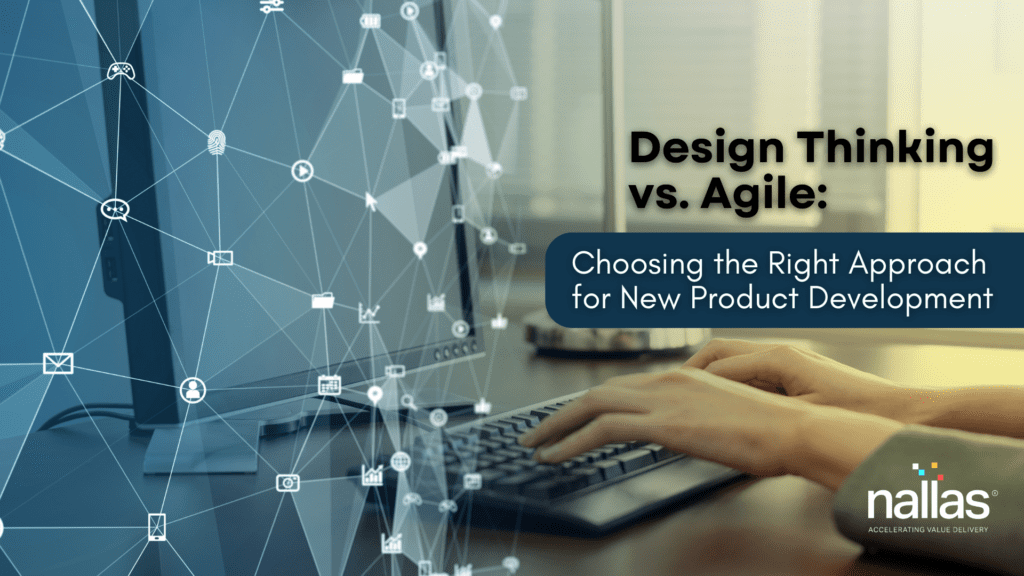 Design Thinking
vs. Agile:
Choosing the Right Approach
for New Product Development
nallas®
ACCELERATING VALUE DELIVERY